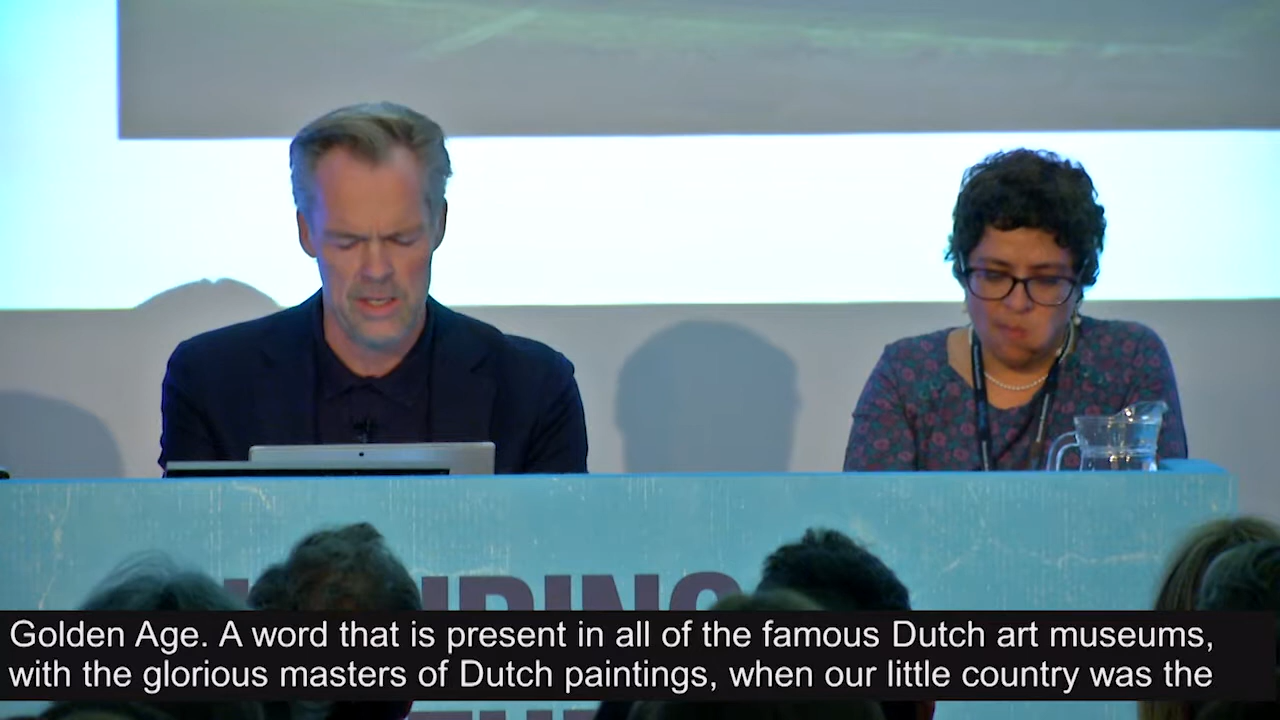 Golden Age. A word that is present in all of the famous Dutch art museums,
with the glorious masters of Dutch paintings, when our little country was the